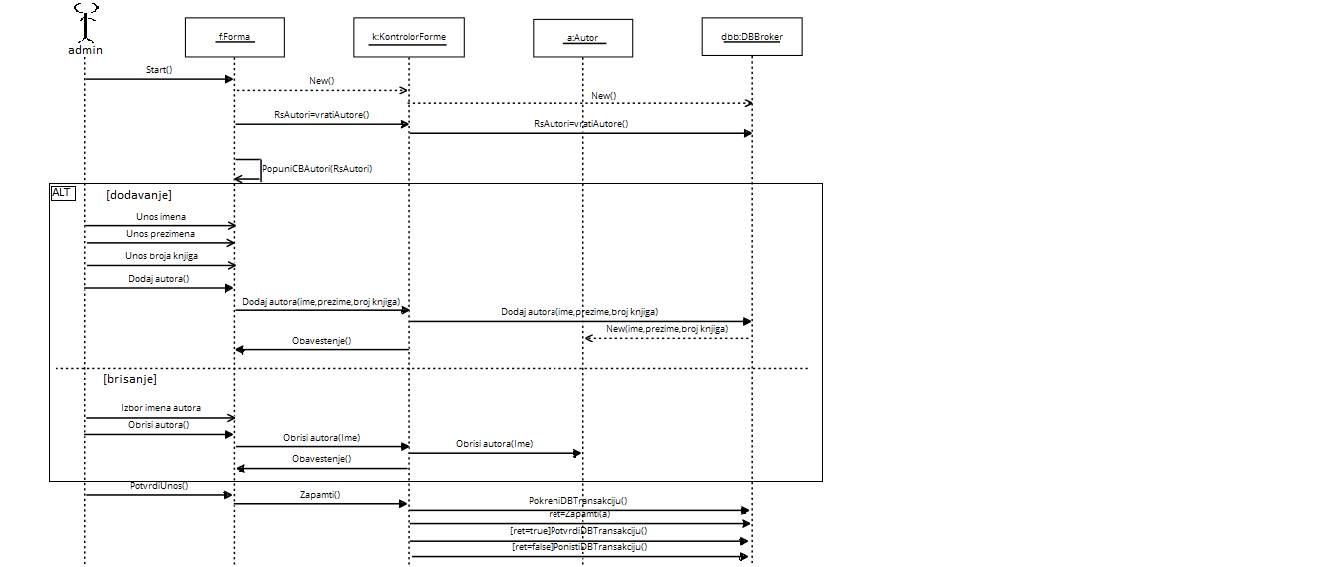 f:Forma
k:KontrolorForme
a:Autor
dbb:DBBroker
admin
Start()
New()
New()
RsAutori=vratiAutore()
RsAutori=vratiAutore()
PopuniCBAutori(RsAutori)
ALT
[dodavanje]
Unos imena
Unos prezimena
Unos broja knjiga
Dodaj autora()
Dodaj autora(ime,prezime,broj knjiga)
Dodaj autora(ime,prezime,broj knjiga)
New(ime,prezime,broj knjiga)
Obavestenje()
[brisanje]
Izbor imena autora
Obrisi autora()
Obrisi autora(Ime)
Obrisi autora(Ime)
Obavestenje()
PotvrdiUnos()
Zapamti()
PokreniDBTransakciju()
ret=Zapamti(a)
[ret=true]PotvrdiDBTransakciju()
[ret=false]PonistiDBTransakciju()